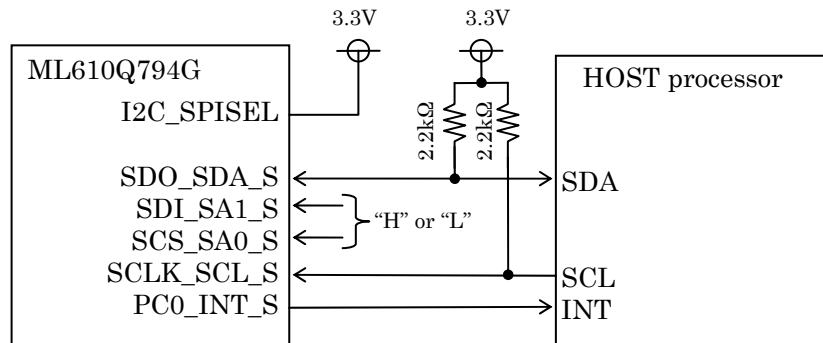 3.3V 3.3V
ML610Q794G
HOST processor
I2C_SPISEL
2.2kΩ
2.2kΩ
SDO_SDA_S
SDA
SDI_SA1_S
“H” or “L”
SCS_SA0_S
SCLK_SCL_S
SCL
PC0_INT_S
INT